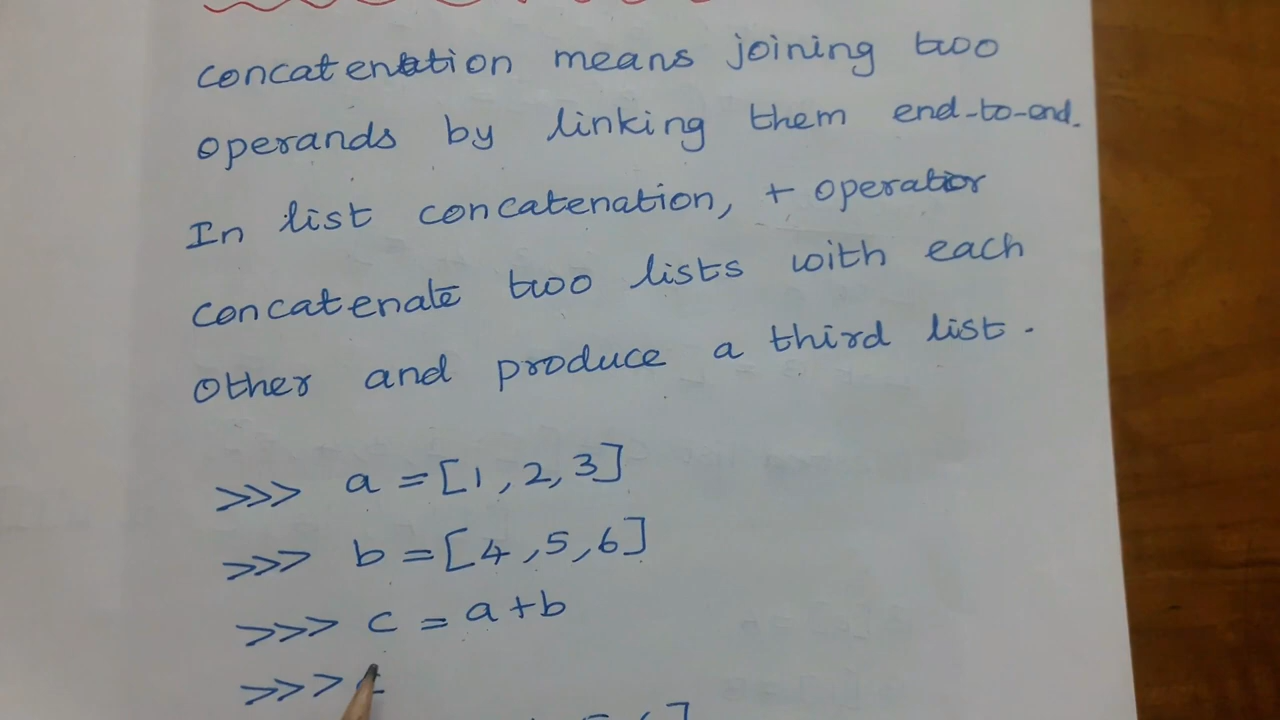 concatenation means joining two
operands by linking them end-to-end.
In list concatenation, + operator
concatenate two lists with each
other and produce a third list.
>>> a = [1, 2, 3]
>>> b = [4, 5, 6]
>>> c = a+b
>>>